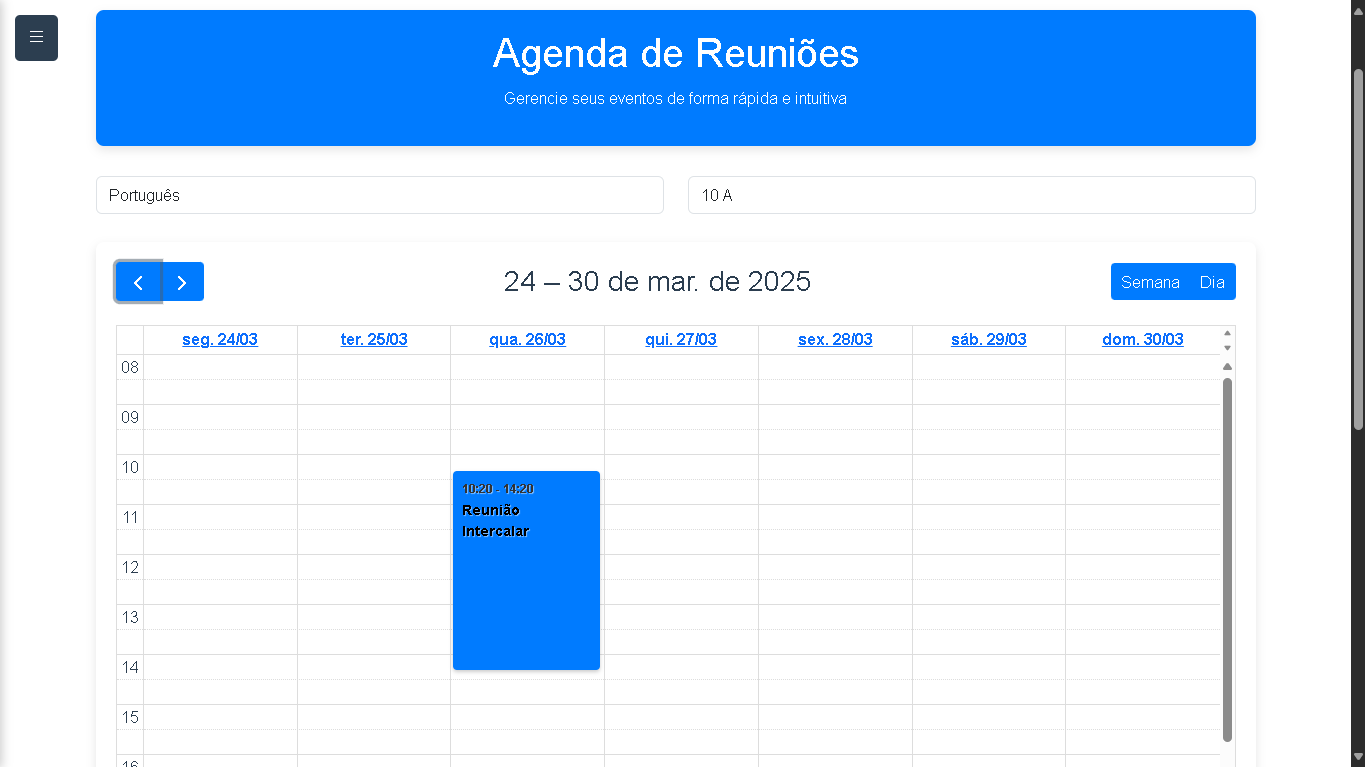 Agenda de Reuniões
Gerencie seus eventos de forma rápida e intuitiva
Português
10 A
24 – 30 de mar. de 2025
Semana
Dia
seg. 24/03
ter. 25/03
qua. 26/03
qui. 27/03
sex. 28/03
sáb. 29/03
dom. 30/03
08
09
10
10:20 - 14:20
Reunião
Intercalar
11
12
13
14
15
16